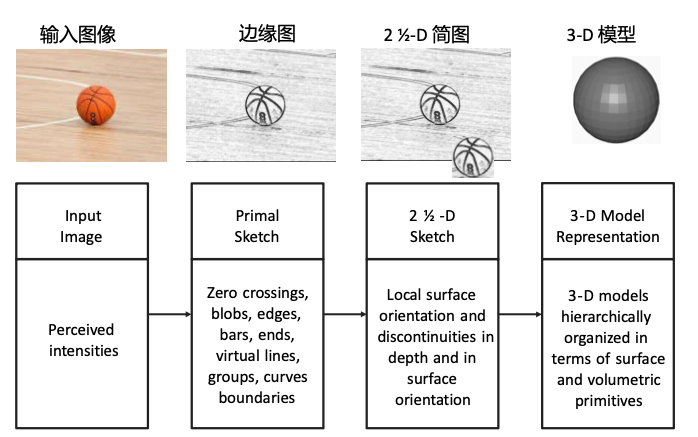 输入图像
边缘图
2 ½-D 简图
3-D 模型
Input
Image
Primal
Sketch
2 ½ -D
Sketch
3-D Model
Representation
Perceived
intensities
Zero crossings,
blobs, edges,
bars, ends,
virtual lines,
groups, curves
boundaries
Local surface
orientation and
discontinuities in
depth and in
surface
orientation
3-D models
hierarchically
organized in
terms of surface
and volumetric
primitives